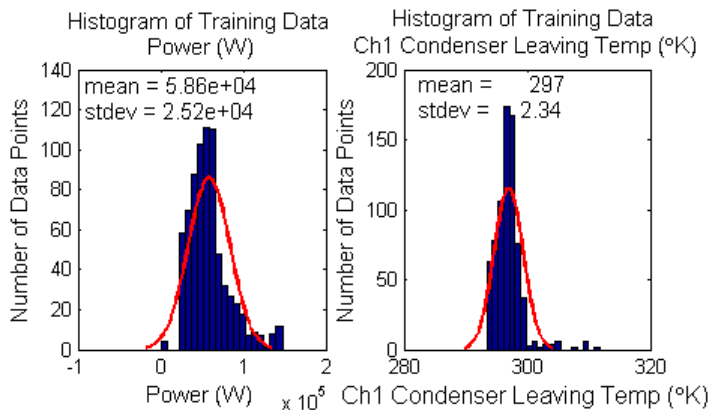 Histogram of Training Data
Power (W)
mean = 5.86e+04
stdev = 2.52e+04
Number of Data Points
140
120
100
80
60
40
20
0
-1
0
1
2
Power (W)
x 10^5
Histogram of Training Data
Ch1 Condenser Leaving Temp (°K)
mean = 297
stdev = 2.34
Number of Data Points
200
150
100
50
0
280
300
320
Ch1 Condenser Leaving Temp (°K)